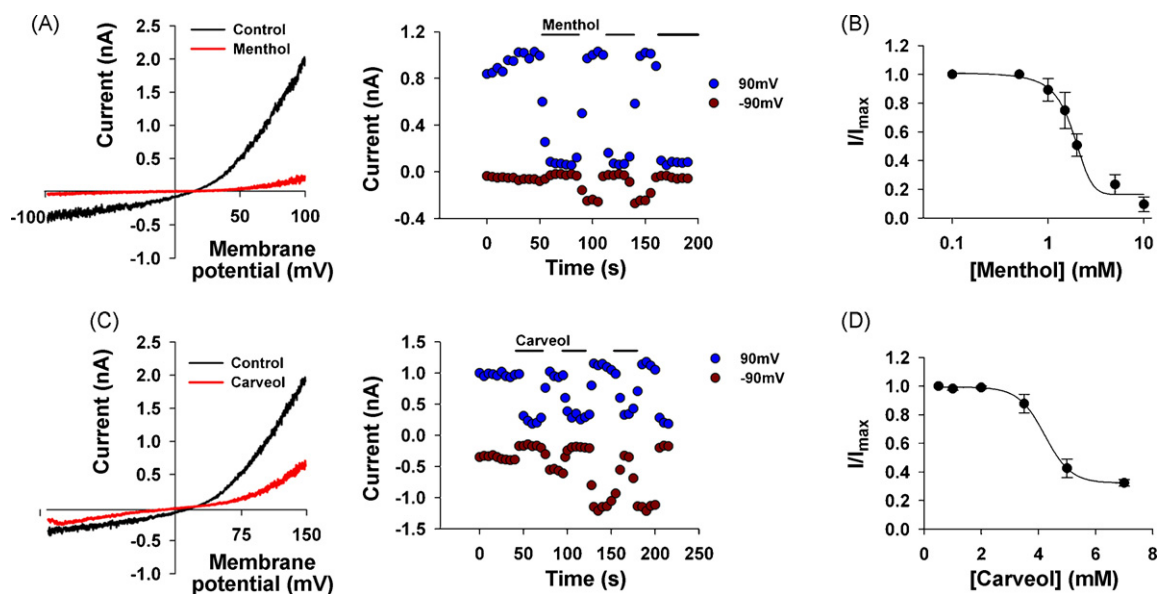 (A)
Current (nA)
2.5
2.0
1.5
1.0
0.5
-0.5
-1.0
-100
50
100
Control
Menthol
Membrane
potential (mV)
Current (nA)
1.2
0.8
0.4
0.0
-0.4
Menthol
90mV
-90mV
0
50
100
150
200
Time (s)
(B)
I/Imax
1.2
1.0
0.8
0.6
0.4
0.2
0.0
0.1
1
10
[Menthol] (mM)
(C)
Current (nA)
2.5
2.0
1.5
1.0
0.5
-0.5
-1.0
75
150
Control
Carveol
Membrane
potential (mV)
Current (nA)
1.5
1.0
0.5
0.0
-0.5
-1.0
-1.5
Carveol
90mV
-90mV
0
50
100
150
200
250
Time (s)
(D)
I/Imax
1.2
1.0
0.8
0.6
0.4
0.2
0.0
0
2
4
6
8
[Carveol] (mM)